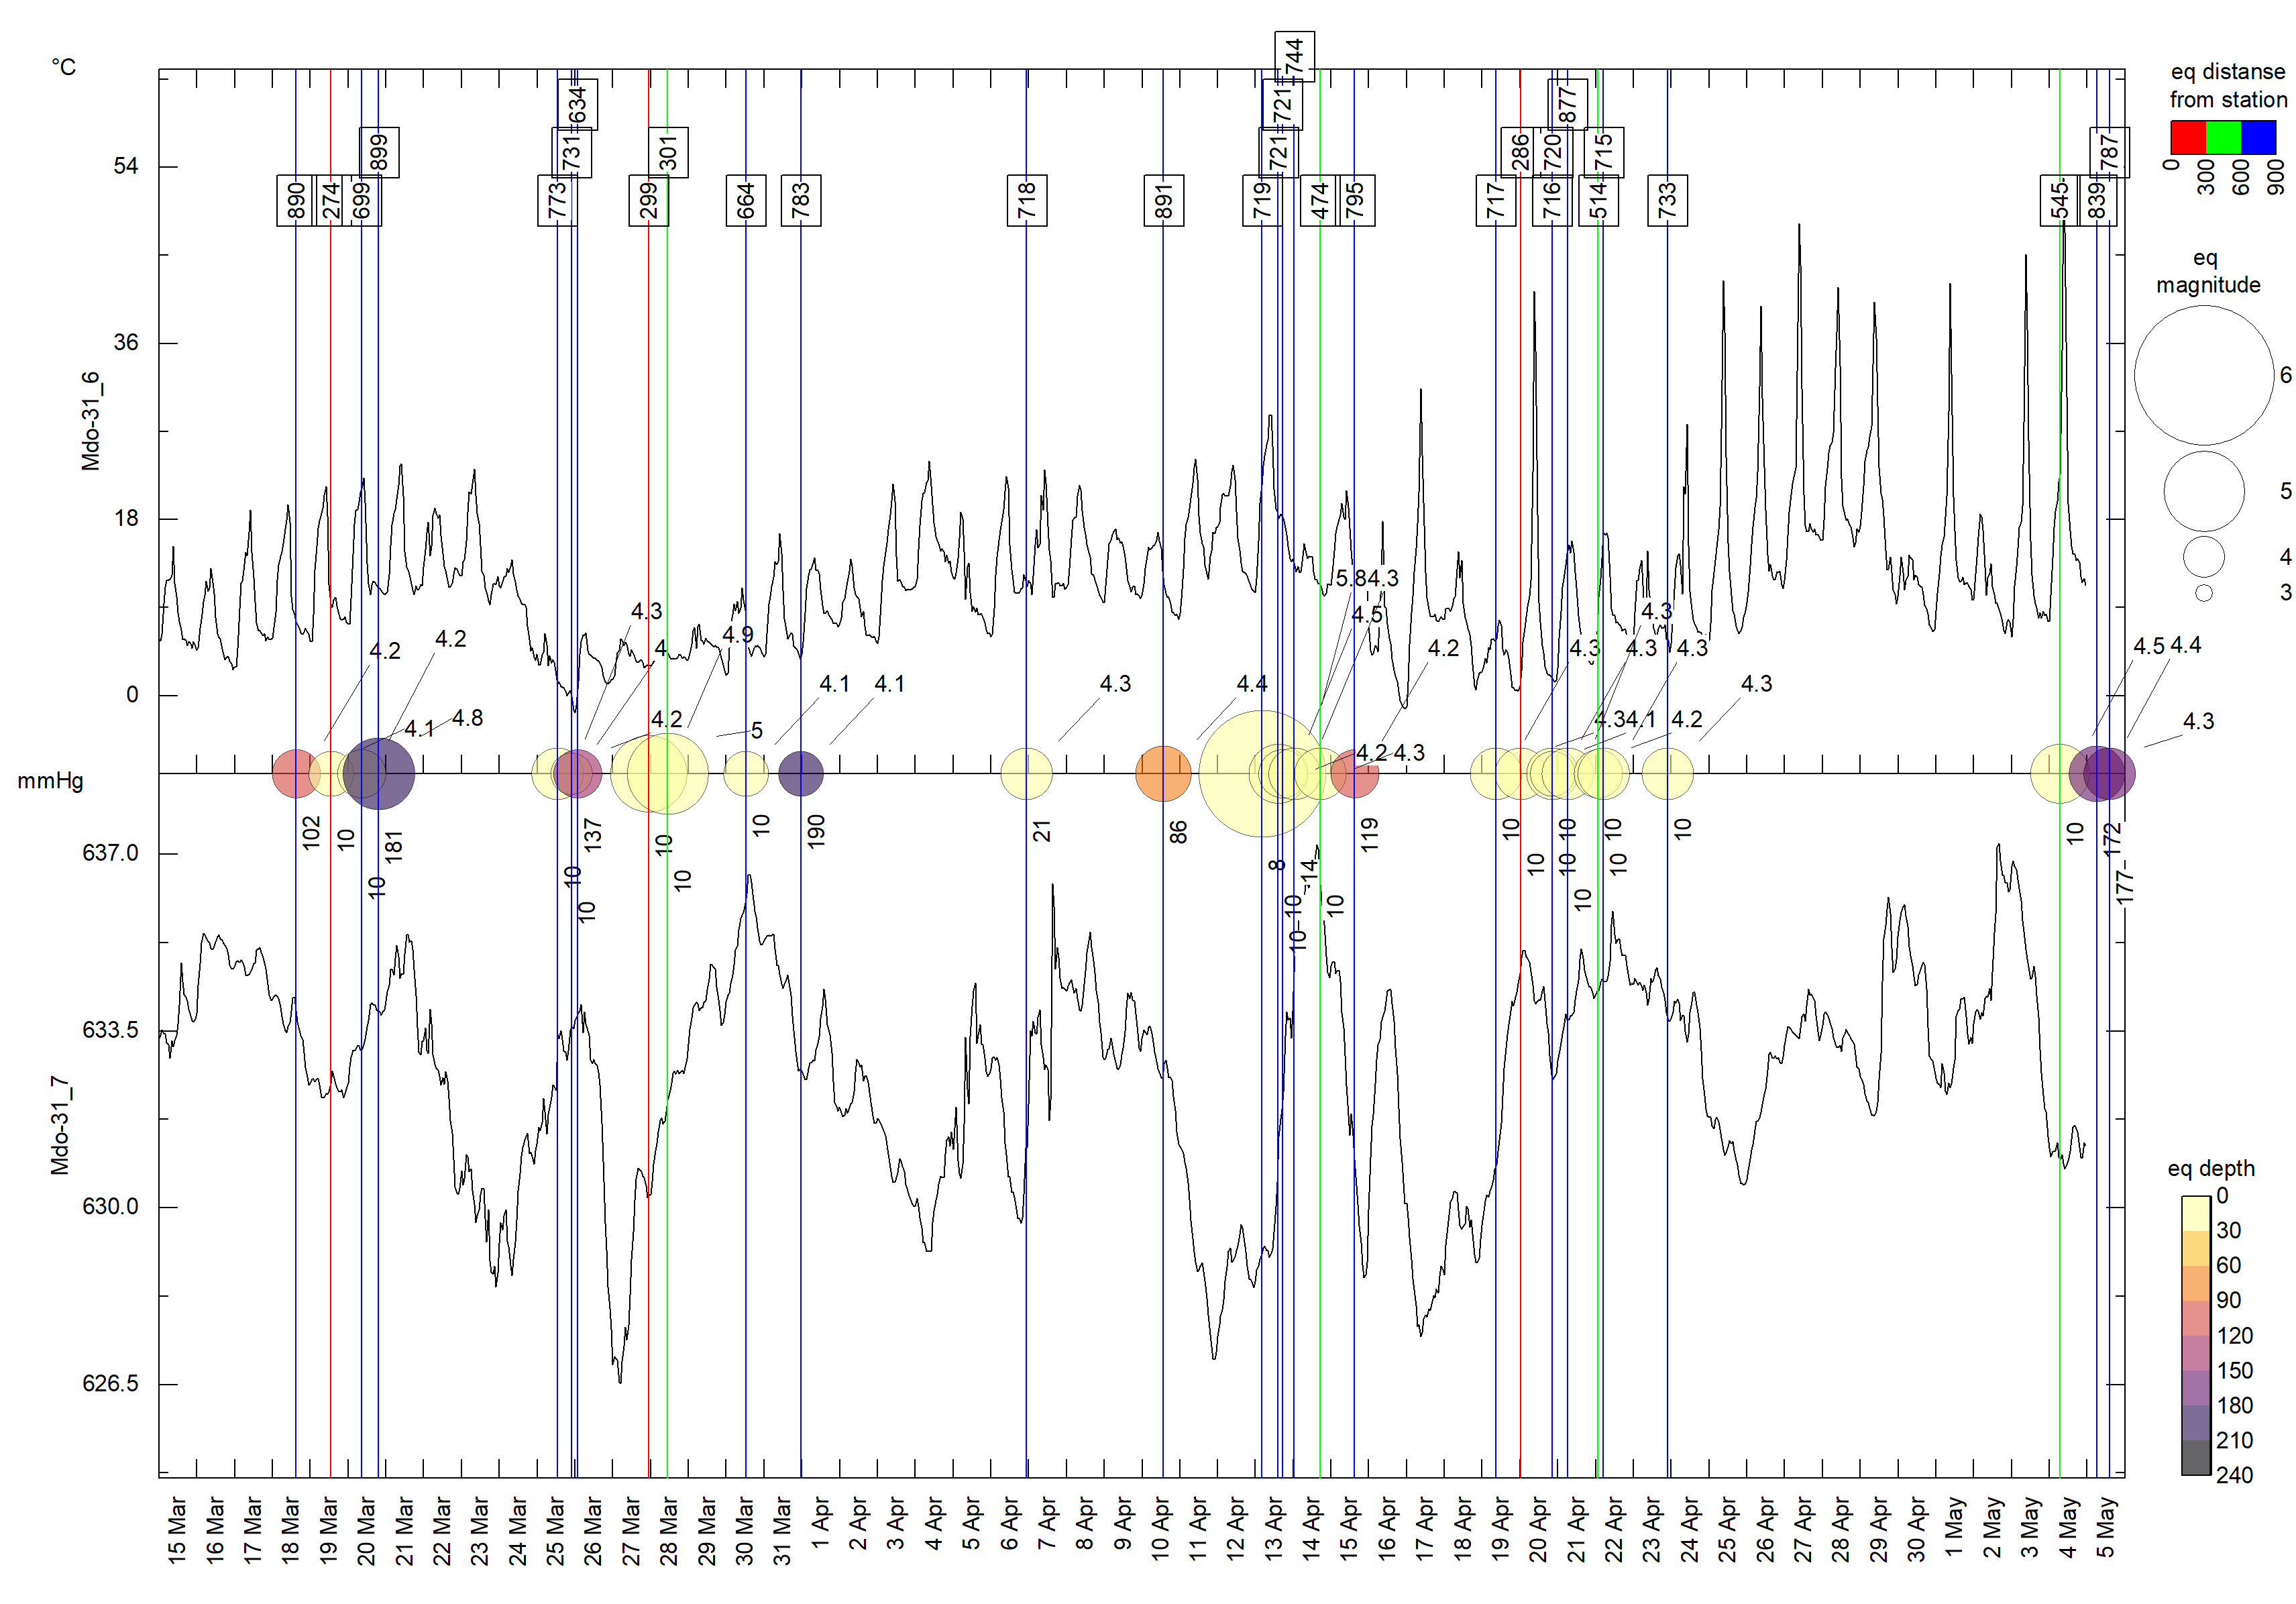 744
°C
eq distanse
from station
634
721
877
899
731
301
721
286
720
715
787
54
0
300
600
900
890
274
699
773
299
664
783
718
891
719
474
795
717
716
514
733
545
839
eq
magnitude
36
6
Mdo-31_6
5
18
4
5.8
4.3
3
4.3
4.5
4.3
4.2
4.2
4
4.9
4.2
4.3
4.3
4.3
4.5
4.4
0
4.1
4.1
4.3
4.4
4.3
4.1
4.8
4.2
5
4.3
4.1
4.2
4.3
4.2
4.3
mmHg
102
10
181
137
10
10
190
21
86
119
10
10
10
10
10
172
637.0
10
10
10
8
14
10
10
10
177
10
10
10
10
10
10
633.5
Mdo-31_7
eq depth
0
630.0
30
60
90
120
150
180
210
240
626.5
15 Mar
16 Mar
17 Mar
18 Mar
19 Mar
20 Mar
21 Mar
22 Mar
23 Mar
24 Mar
25 Mar
26 Mar
27 Mar
28 Mar
29 Mar
30 Mar
31 Mar
1 Apr
2 Apr
3 Apr
4 Apr
5 Apr
6 Apr
7 Apr
8 Apr
9 Apr
10 Apr
11 Apr
12 Apr
13 Apr
14 Apr
15 Apr
16 Apr
17 Apr
18 Apr
19 Apr
20 Apr
21 Apr
22 Apr
23 Apr
24 Apr
25 Apr
26 Apr
27 Apr
28 Apr
29 Apr
30 Apr
1 May
2 May
3 May
4 May
5 May